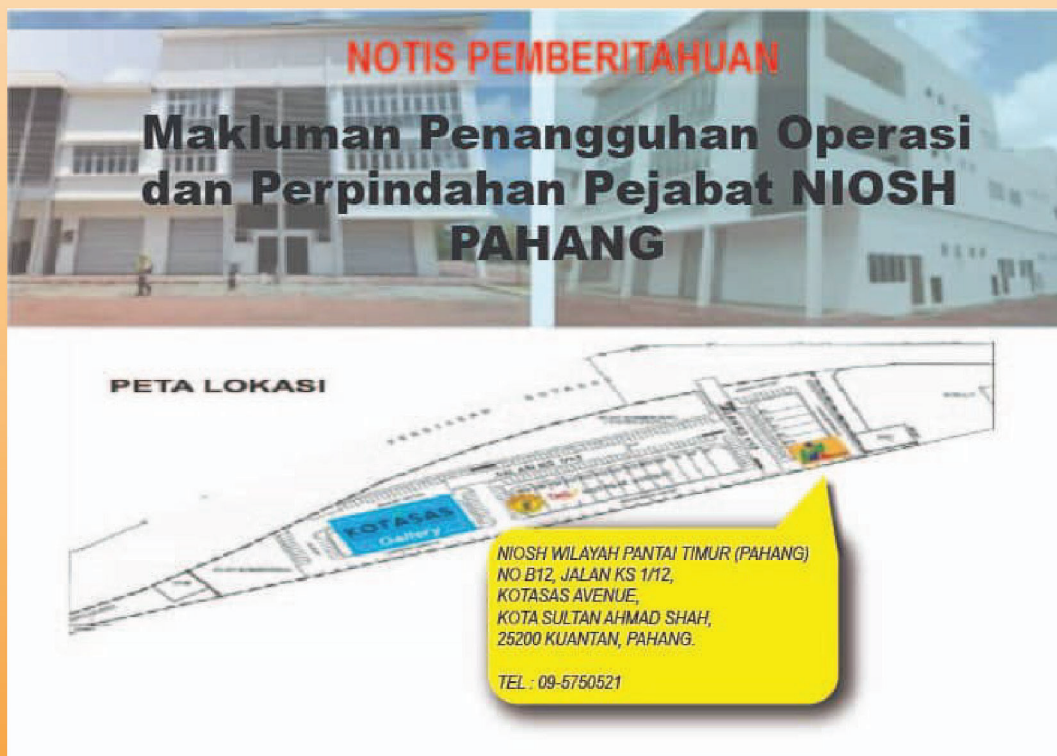 NOTIS PEMBERITAHUAN
Makluman Penangguhan Operasi
dan Perpindahan Pejabat NIOSH
PAHANG
PETA LOKASI
KOTASAS
Gallery
NIOSH WILAYAH PANTAI TIMUR (PAHANG)
NO B12, JALAN KS 1/12,
KOTASAS AVENUE,
KOTA SULTAN AHMAD SHAH,
25200 KUANTAN, PAHANG.
TEL : 09-5750521